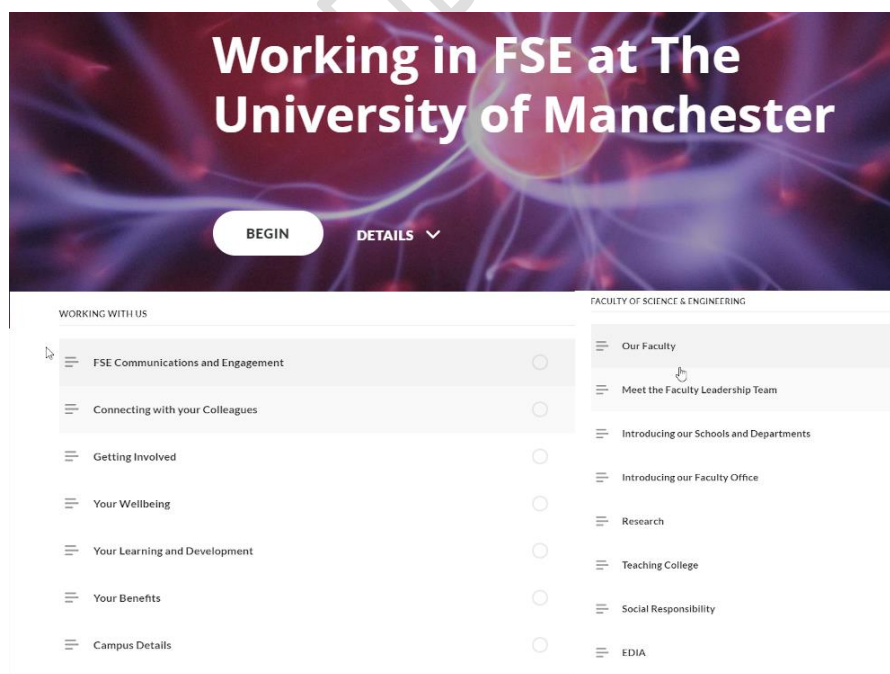 Working in FSE at The
University of Manchester
BEGIN
DETAILS
WORKING WITH US
FSE Communications and Engagement
Connecting with your Colleagues
Getting Involved
Your Wellbeing
Your Learning and Development
Your Benefits
Campus Details
FACULTY OF SCIENCE & ENGINEERING
Our Faculty
Meet the Faculty Leadership Team
Introducing our Schools and Departments
Introducing our Faculty Office
Research
Teaching College
Social Responsibility
EDIA